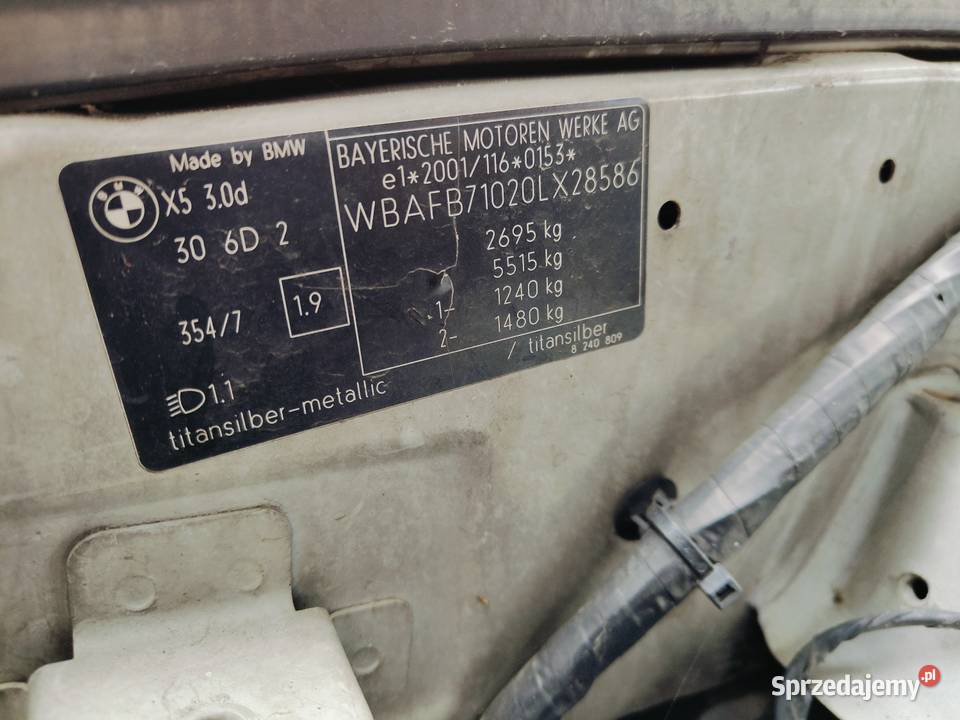 Made by BMW
BMW
X5 3.0d
30 6D 2
354/7
1.9
1.1
titansilber-metallic
BAYERISCHE MOTOREN WERKE AG
e1*2001/116*0153*
WBAFB71020LX28586
2695 kg
5515 kg
1- 1240 kg
2- 1480 kg
/ titansilber
8 240 809
Sprzedajemy.pl